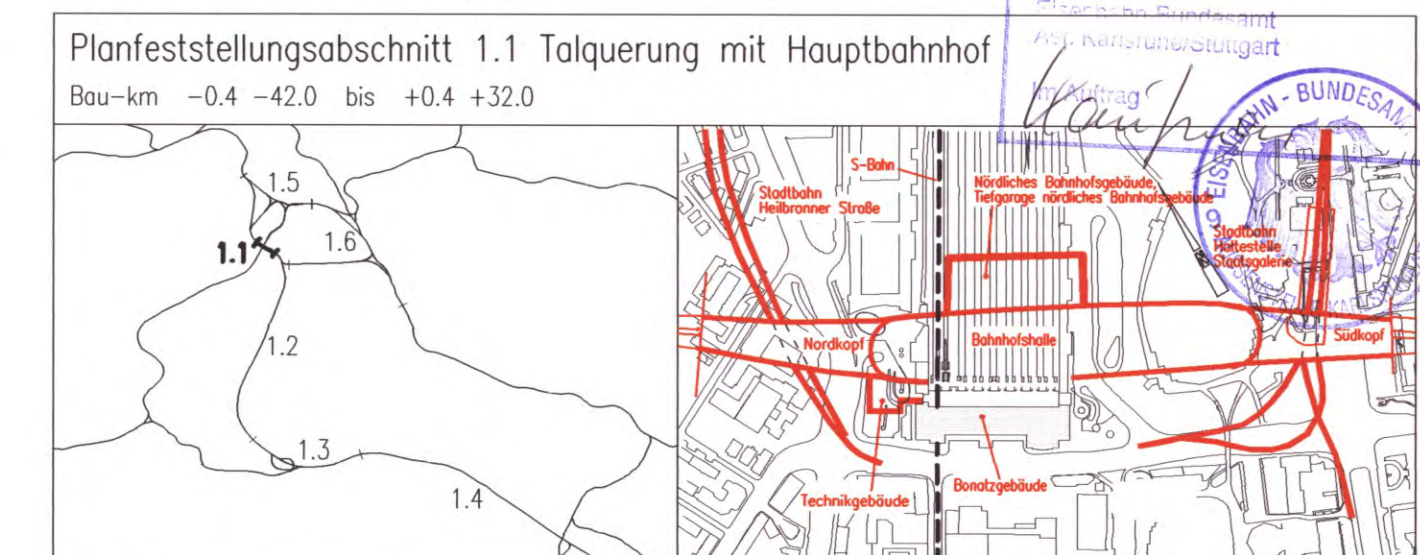 Planfeststellungsabschnitt 1.1 Talquerung mit Hauptbahnhof
Bau-km -0.4 -42.0 bis +0.4 +32.0
Eisenbahn-Bundesamt
Ast. Karlsruhe/Stuttgart
Im Auftrag
EISENBAHN - BUNDESAM
1.5
1.6
1.1
1.2
1.3
1.4
S-Bahn
Stadtbahn
Heilbronner Straße
Nördliches Bahnhofsgebäude,
Tiefgarage nördliches Bahnhofsgebäude
Stadtbahn
Haltestelle
Staatsgalerie
Nordkopf
Bahnhofshalle
Südkopf
Technikgebäude
Bonatzgebäude